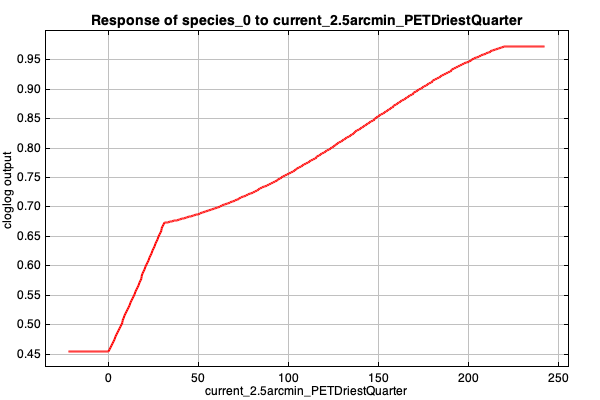 Response of species_0 to current_2.5arcmin_PETDriestQuarter
cloglog output
0.95
0.90
0.85
0.80
0.75
0.70
0.65
0.60
0.55
0.50
0.45
0 50 100 150 200 250
current_2.5arcmin_PETDriestQuarter